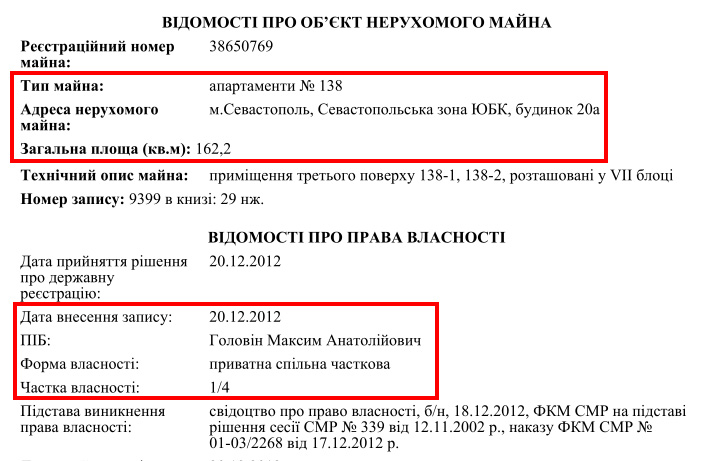 ВІДОМОСТІ ПРО ОБ’ЄКТ НЕРУХОМОГО МАЙНА
Реєстраційний номер майна: 38650769
Тип майна: апартаменти № 138
Адреса нерухомого майна: м.Севастополь, Севастопольська зона ЮБК, будинок 20а
Загальна площа (кв.м): 162,2
Технічний опис майна: приміщення третього поверху 138-1, 138-2, розташовані у VII блоці
Номер запису: 9399 в книзі: 29 нж.
ВІДОМОСТІ ПРО ПРАВА ВЛАСНОСТІ
Дата прийняття рішення про державну реєстрацію: 20.12.2012
Дата внесення запису: 20.12.2012
ПІБ: Головін Максим Анатолійович
Форма власності: приватна спільна часткова
Частка власності: 1/4
Підстава виникнення права власності: свідоцтво про право власності, б/н, 18.12.2012, ФКМ СМР на підставі
рішення сесії СМР № 339 від 12.11.2002 р., наказу ФКМ СМР №
01-03/2268 від 17.12.2012 р.